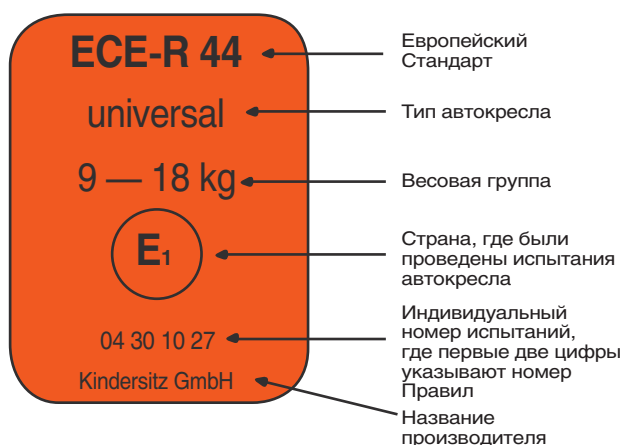 ECE-R 44
Европейский
Стандарт
universal
Тип автокресла
9 — 18 kg
Весовая группа
E1
Страна, где были
проведены испытания
автокресла
04 30 10 27
Индивидуальный
номер испытаний,
где первые две цифры
указывают номер
Правил
Kindersitz GmbH
Название
производителя